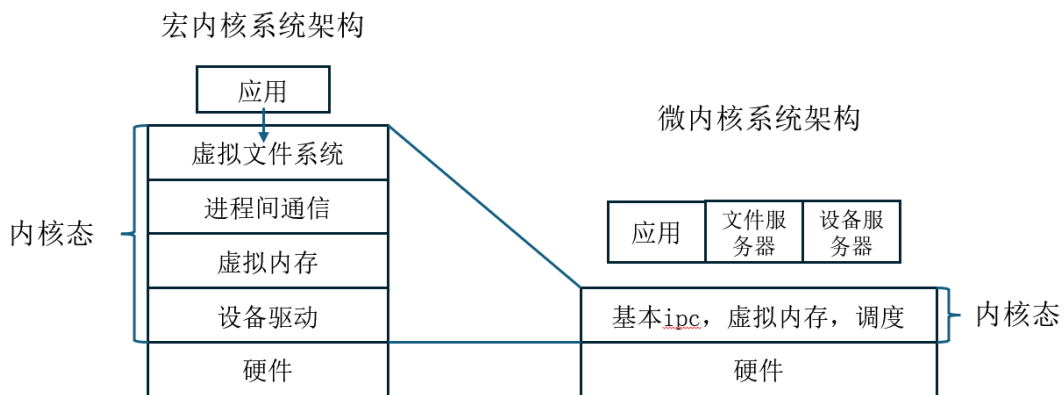 宏内核系统架构
应用
虚拟文件系统
进程间通信
虚拟内存
设备驱动
硬件
内核态
微内核系统架构
应用
文件服
务器
设备服
务器
基本ipc，虚拟内存，调度
硬件
内核态